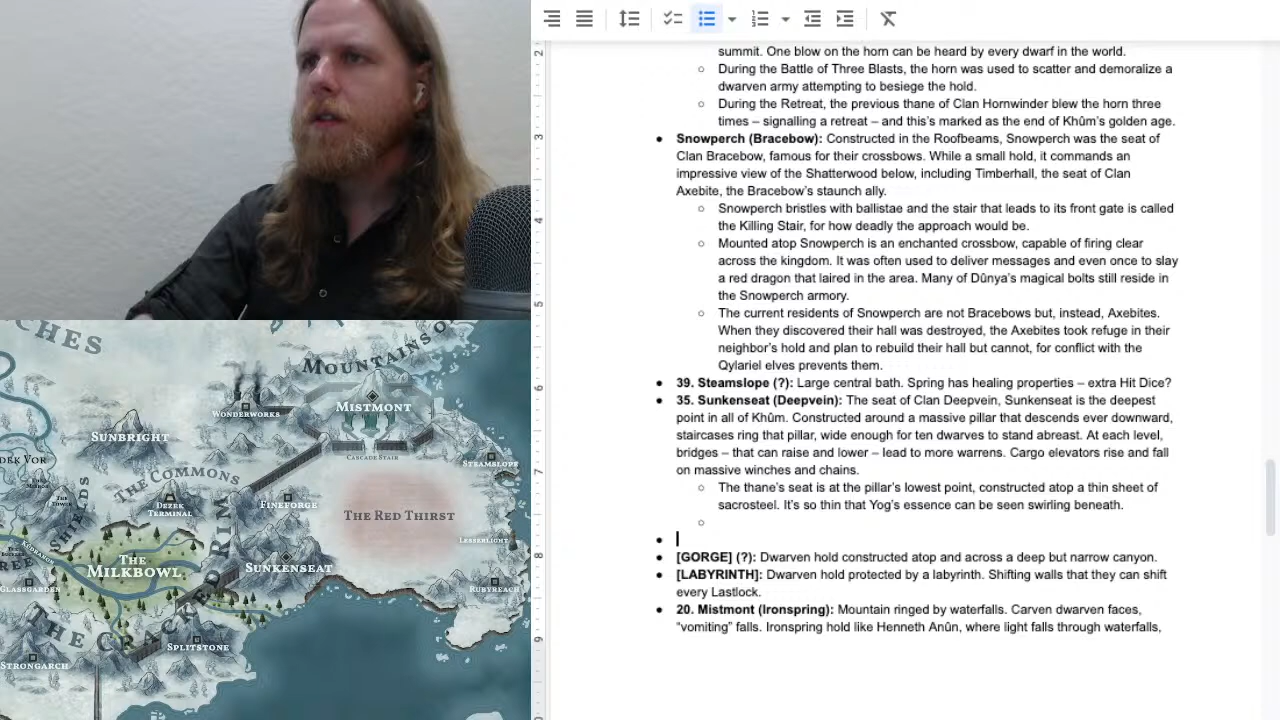 summit. One blow on the horn can be heard by every dwarf in the world.
During the Battle of Three Blasts, the horn was used to scatter and demoralize a
dwarven army attempting to besiege the hold.
During the Retreat, the previous thane of Clan Hornwinder blew the horn three
times – signalling a retreat – and this's marked as the end of Khûm's golden age.
Snowperch (Bracebow): Constructed in the Roofbeams, Snowperch was the seat of
Clan Bracebow, famous for their crossbows. While a small hold, it commands an
impressive view of the Shatterwood below, including Timberhall, the seat of Clan
Axebite, the Bracebow's staunch ally.
Snowperch bristles with ballistae and the stair that leads to its front gate is called
the Killing Stair, for how deadly the approach would be.
Mounted atop Snowperch is an enchanted crossbow, capable of firing clear
across the kingdom. It was often used to deliver messages and even once to slay
a red dragon that laired in the area. Many of Dûnya's magical bolts still reside in
the Snowperch armory.
The current residents of Snowperch are not Bracebows but, instead, Axebites.
When they discovered their hall was destroyed, the Axebites took refuge in their
neighbor's hold and plan to rebuild their hall but cannot, for conflict with the
Qylariel elves prevents them.
39. Steamslope (?): Large central bath. Spring has healing properties – extra Hit Dice?
35. Sunkenseat (Deepvein): The seat of Clan Deepvein, Sunkenseat is the deepest
point in all of Khûm. Constructed around a massive pillar that descends ever downward,
staircases ring that pillar, wide enough for ten dwarves to stand abreast. At each level,
bridges – that can raise and lower – lead to more warrens. Cargo elevators rise and fall
on massive winches and chains.
The thane's seat is at the pillar's lowest point, constructed atop a thin sheet of
sacrosteel. It's so thin that Yog's essence can be seen swirling beneath.
[GORGE] (?): Dwarven hold constructed atop and across a deep but narrow canyon.
[LABYRINTH]: Dwarven hold protected by a labyrinth. Shifting walls that they can shift
every Lastlock.
20. Mistmont (Ironspring): Mountain ringed by waterfalls. Carven dwarven faces,
"vomiting" falls. Ironspring hold like Henneth Anûn, where light falls through waterfalls,
2
3
4
5
6
7
8
9
CHES
MOUNTAINS O
WONDERWORKS
MISTMONT
SUNBRIGHT
CASCADE STAIR
STEAMSLOPE
DEK VOR
THE COMMONS
DEZEK
TERMINAL
FINEFORGE
THE RED THIRST
LESSERLIGHT
THE
MILKBOWL
SUNKENSEAT
GLASSGARDEN
RUBYREACH
SPLITSTONE
STRONGARCH